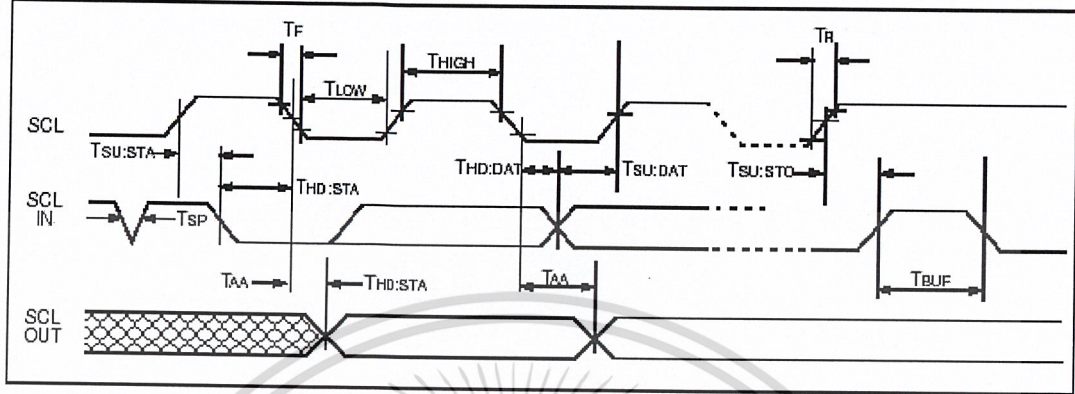 TF
TR
THIGH
TLOW
SCL
TSU:STA
THD:DAT
TSU:DAT
TSU:STO
THD:STA
SCL
IN
TSP
TAA
THD:STA
TAA
TBUF
SCL
OUT